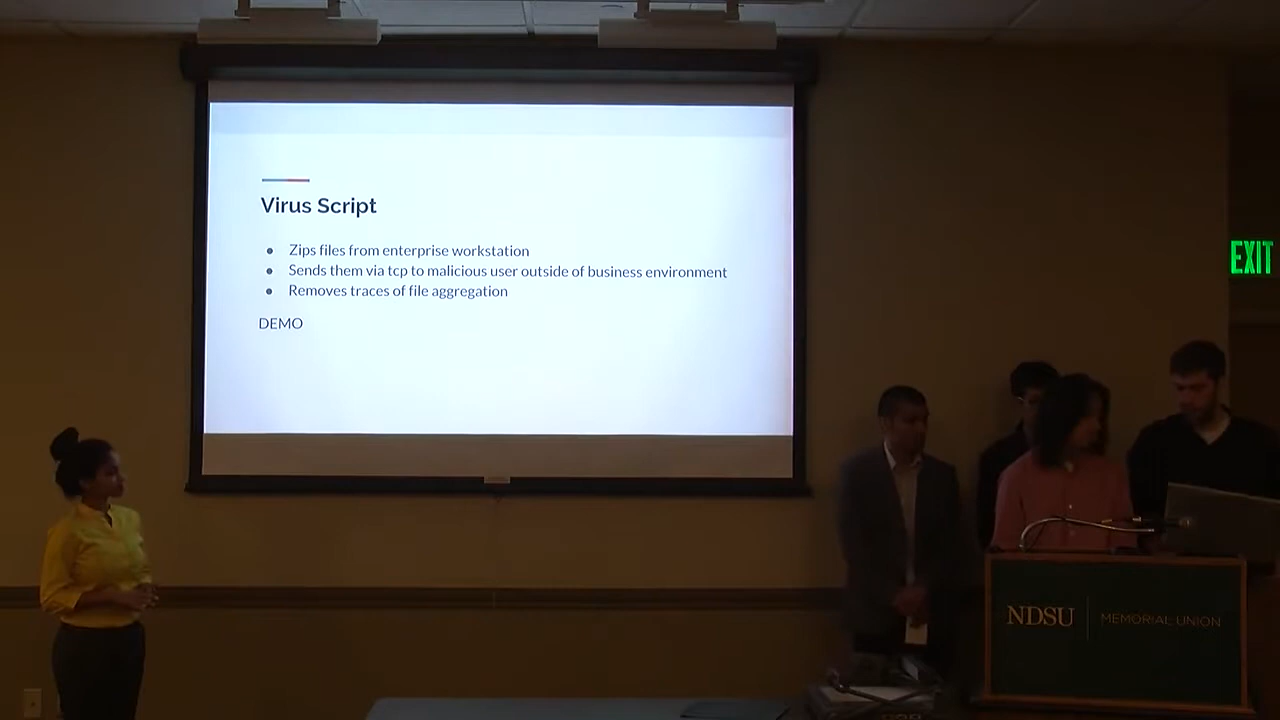 Virus Script
● Zips files from enterprise workstation
● Sends them via tcp to malicious user outside of business environment
● Removes traces of file aggregation
DEMO
EXIT
NDSU | MEMORIAL UNION